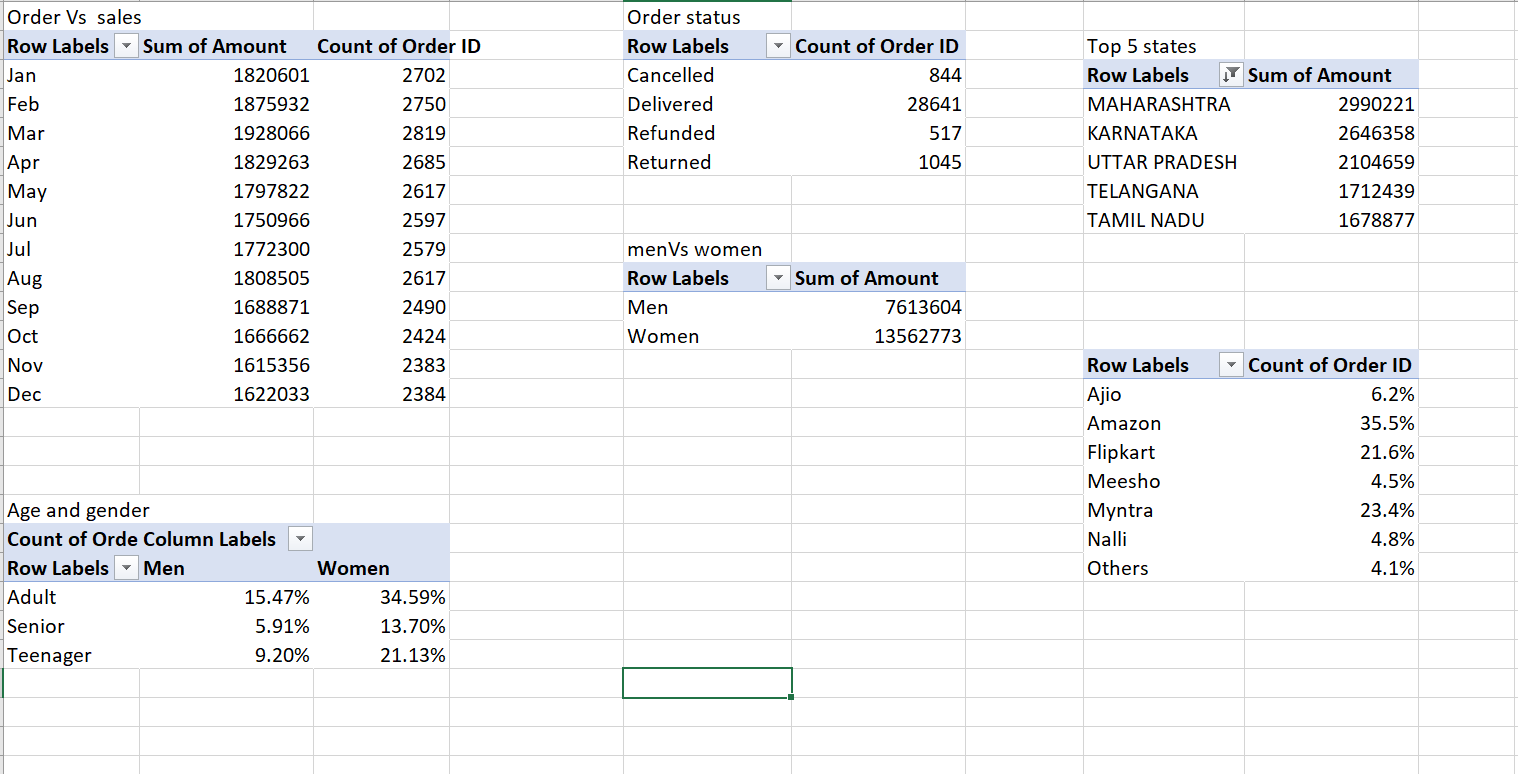 Order Vs  sales
Row Labels Sum of Amount Count of Order ID
Jan 1820601 2702
Feb 1875932 2750
Mar 1928066 2819
Apr 1829263 2685
May 1797822 2617
Jun 1750966 2597
Jul 1772300 2579
Aug 1808505 2617
Sep 1688871 2490
Oct 1666662 2424
Nov 1615356 2383
Dec 1622033 2384
Age and gender
Count of Orde Column Labels
Row Labels Men Women
Adult 15.47% 34.59%
Senior 5.91% 13.70%
Teenager 9.20% 21.13%
Order status
Row Labels Count of Order ID
Cancelled 844
Delivered 28641
Refunded 517
Returned 1045
menVs women
Row Labels Sum of Amount
Men 7613604
Women 13562773
Top 5 states
Row Labels Sum of Amount
MAHARASHTRA 2990221
KARNATAKA 2646358
UTTAR PRADESH 2104659
TELANGANA 1712439
TAMIL NADU 1678877
Row Labels Count of Order ID
Ajio 6.2%
Amazon 35.5%
Flipkart 21.6%
Meesho 4.5%
Myntra 23.4%
Nalli 4.8%
Others 4.1%